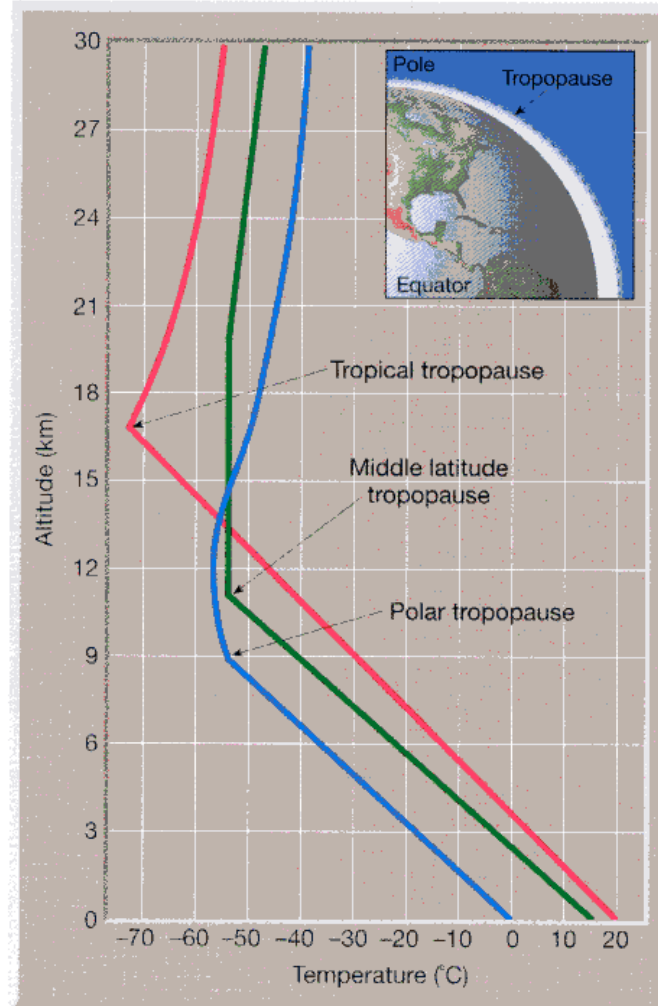 30
27
24
21
18
15
12
9
6
3
0
Altitude (km)
Pole
Tropopause
Equator
Tropical tropopause
Middle latitude
tropopause
Polar tropopause
–70 –60 –50 –40 –30 –20 –10 0 10 20
Temperature (°C)